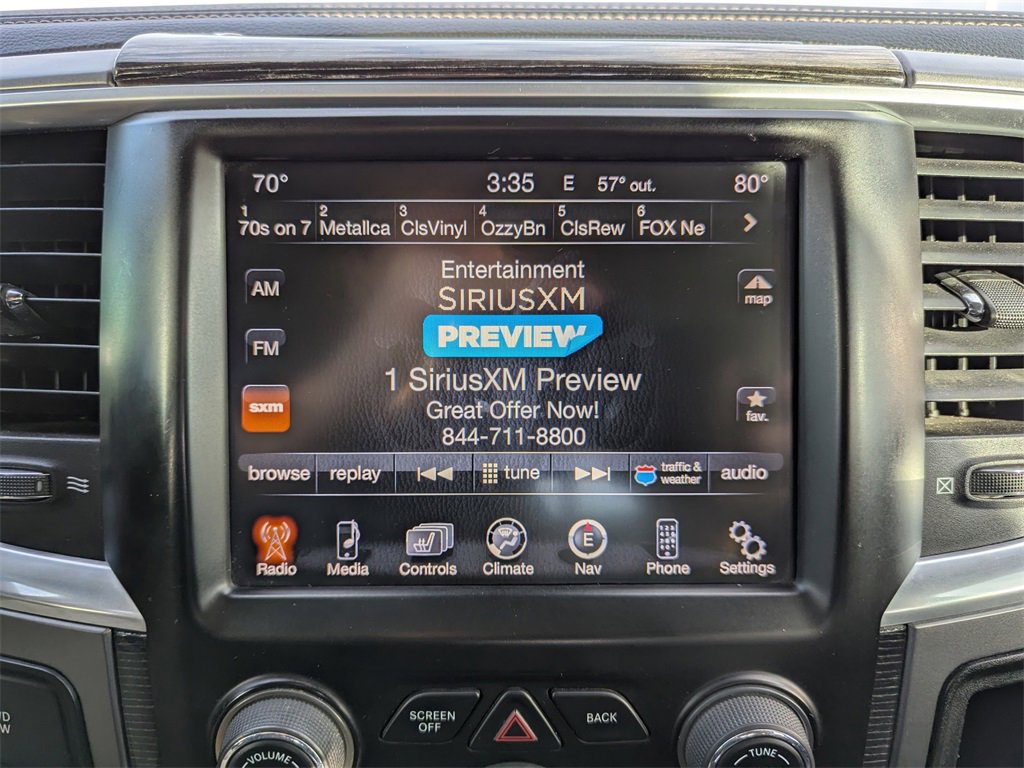 70° 3:35 E 57° out. 80°
1 2 3 4 5 6
70s on 7 Metallca ClsVinyl OzzyBn ClsRew FOX Ne
AM
FM
sxm
Entertainment
SIRIUSXM
PREVIEW
1 SiriusXM Preview
Great Offer Now!
844-711-8800
map
fav.
browse replay tune traffic & weather audio
E
Radio Media Controls Climate Nav Phone Settings
SCREEN OFF
BACK
VOLUME
TUNE